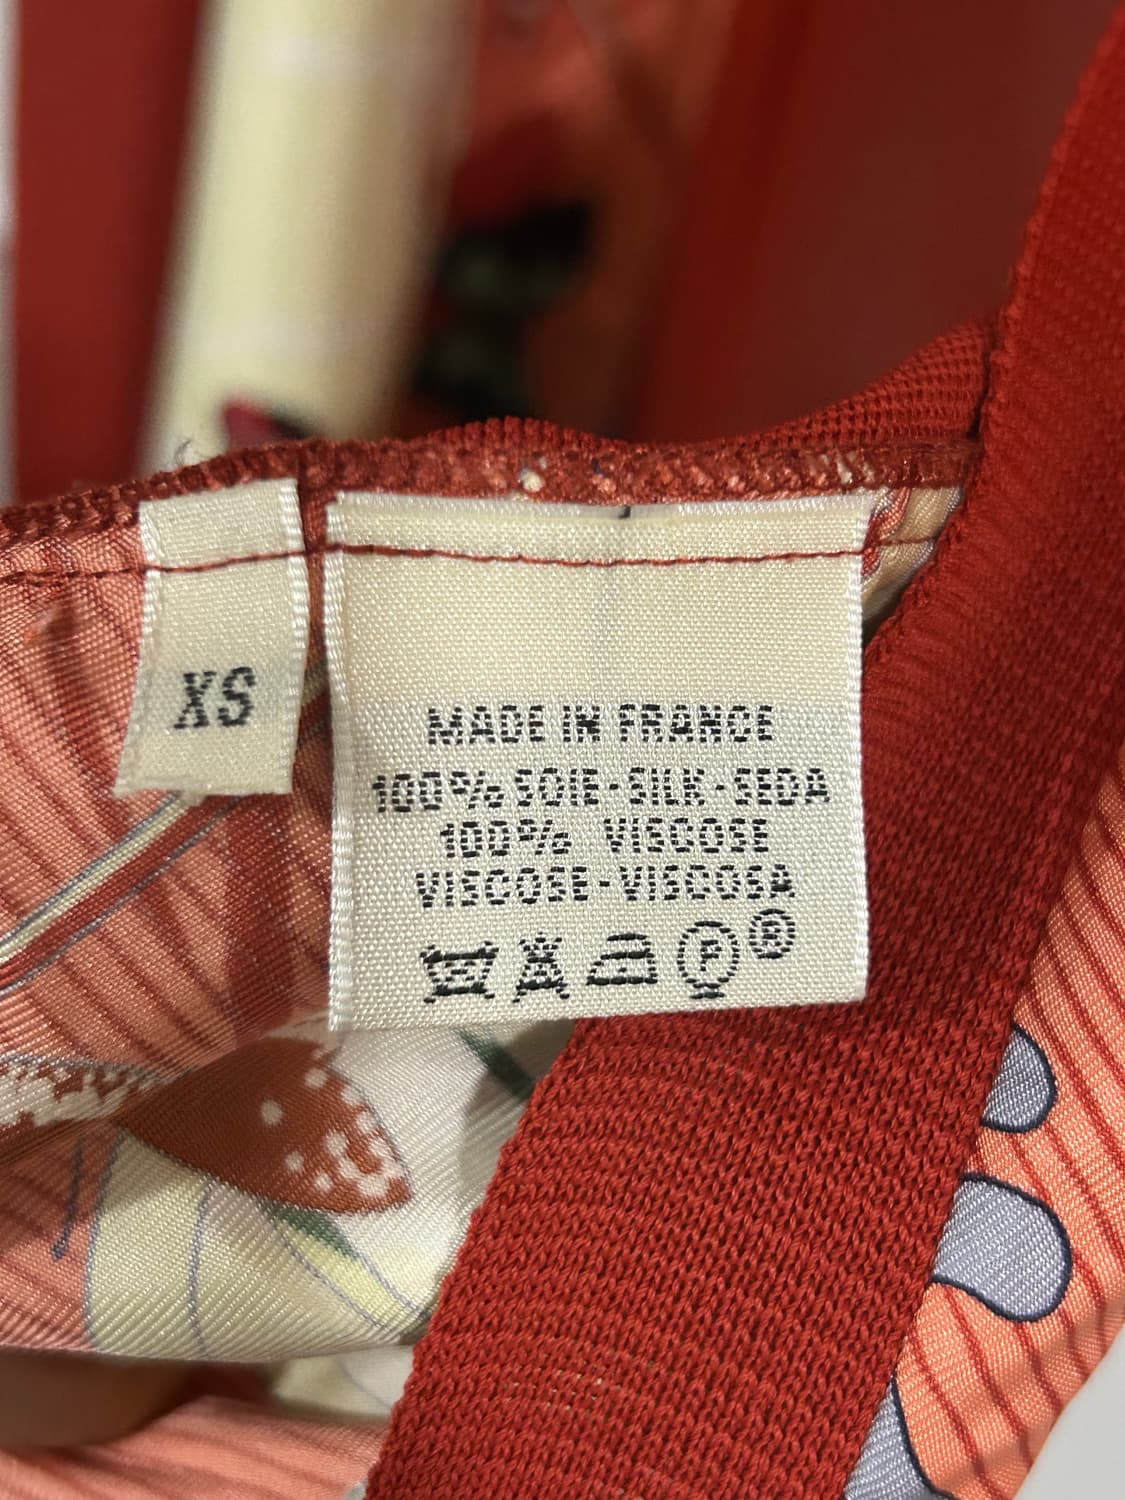 XS
MADE IN FRANCE
100% SOIE-SILK-SEDA
100% VISCOSE
VISCOSE-VISCOSA
P ®